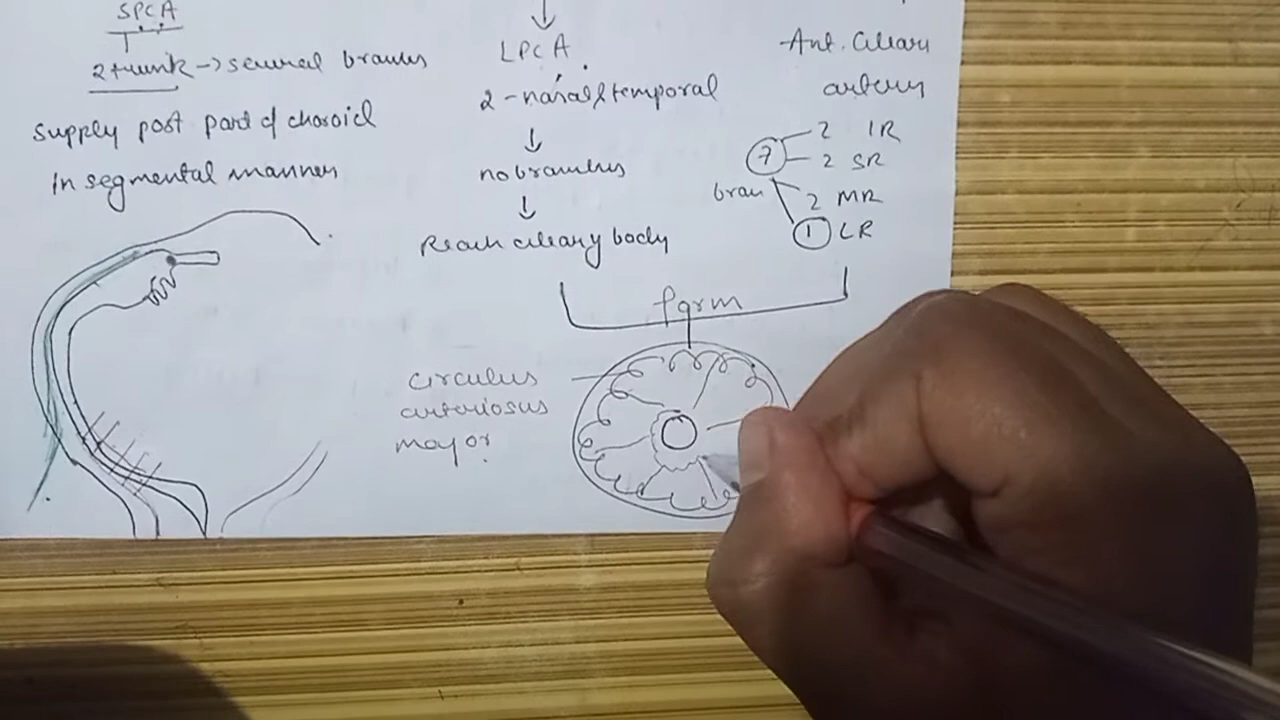 SPCA
2 trunk → several branches
supply post part of choroid
In segmental manner
↓
LPCA
2 - nasal & temporal
↓
no branches
↓
Reach ciliary body
Ant. Ciliary
artery
7
2 IR
2 SR
bran
2 MR
1 LR
form
circulus
arteriosus
major